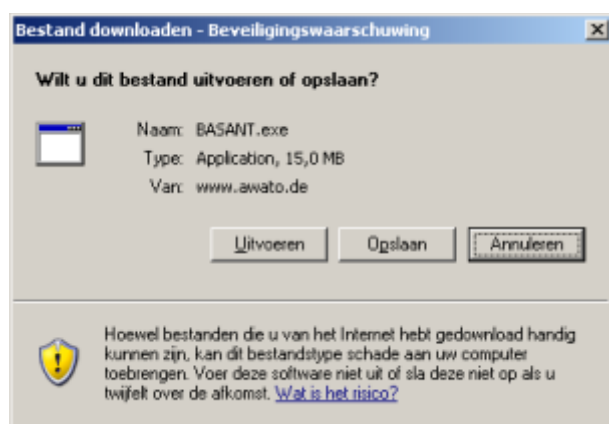 Bestand downloaden - Beveiligingswaarschuwing
Wilt u dit bestand uitvoeren of opslaan?
Naam: BASANT.exe
Type: Application, 15,0 MB
Van: www.awato.de
Uitvoeren Opslaan Annuleren
Hoewel bestanden die u van het Internet hebt gedownload handig
kunnen zijn, kan dit bestandstype schade aan uw computer
toebrengen. Voer deze software niet uit of sla deze niet op als u
twijfelt over de afkomst. Wat is het risico?